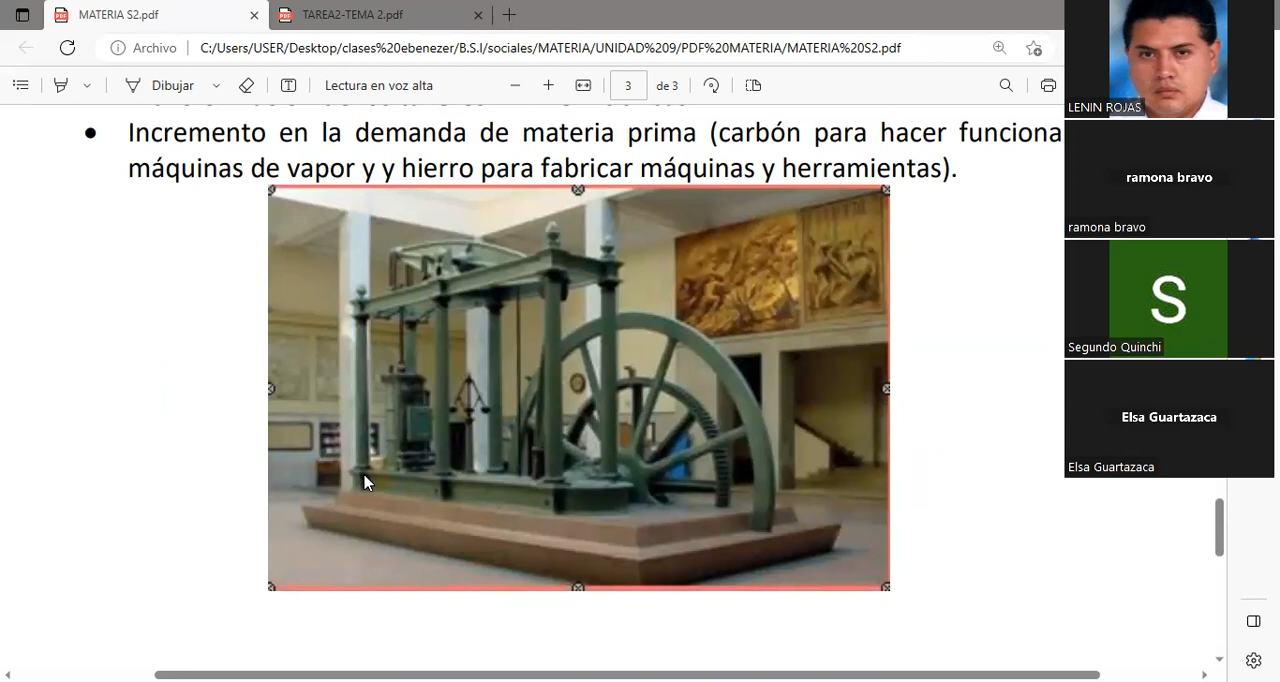 MATERIA S2.pdf
TAREA2-TEMA 2.pdf
Archivo
C:/Users/USER/Desktop/clases%20ebenezer/B.S.I/sociales/MATERIA/UNIDAD%209/PDF%20MATERIA/MATERIA%20S2.pdf
Dibujar
Lectura en voz alta
3
de 3
LENIN ROJAS
• Incremento en la demanda de materia prima (carbón para hacer funciona
máquinas de vapor y y hierro para fabricar máquinas y herramientas).
ramona bravo
ramona bravo
S
Segundo Quinchi
Elsa Guartazaca
Elsa Guartazaca